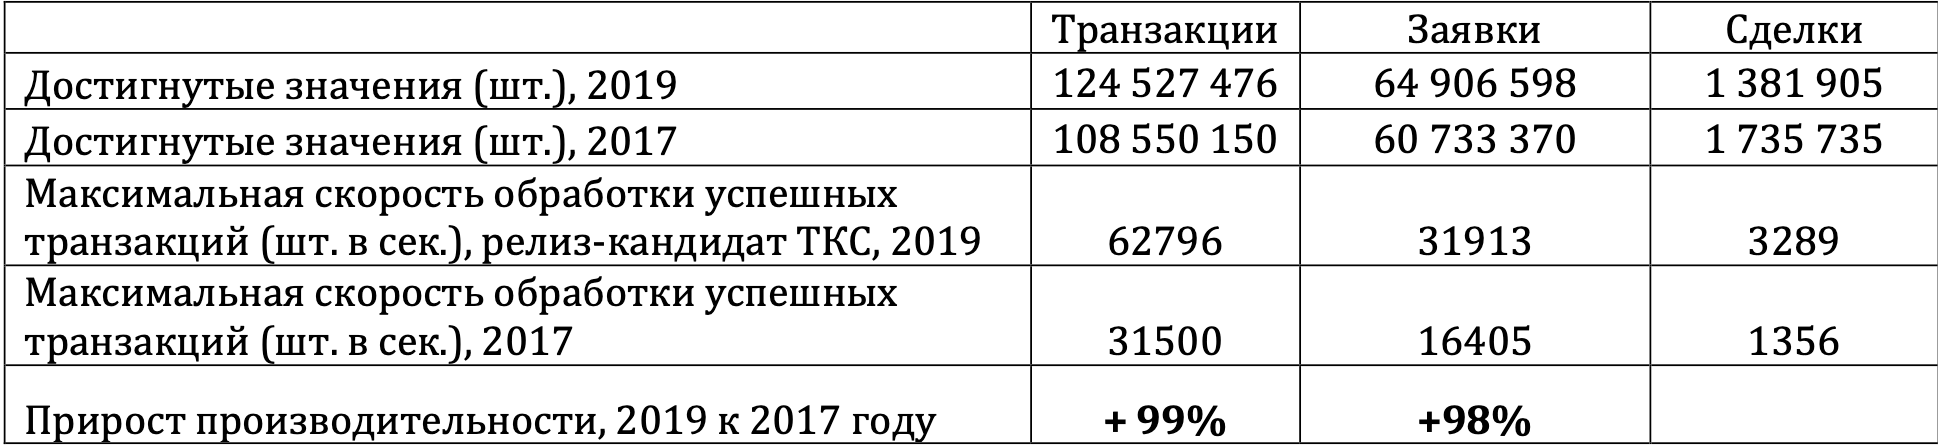 Транзакции Заявки Сделки
Достигнутые значения (шт.), 2019 124 527 476 64 906 598 1 381 905
Достигнутые значения (шт.), 2017 108 550 150 60 733 370 1 735 735
Максимальная скорость обработки успешных
транзакций (шт. в сек.), релиз-кандидат ТКС, 2019 62796 31913 3289
Максимальная скорость обработки успешных
транзакций (шт. в сек.), 2017 31500 16405 1356
Прирост производительности, 2019 к 2017 году + 99% +98%